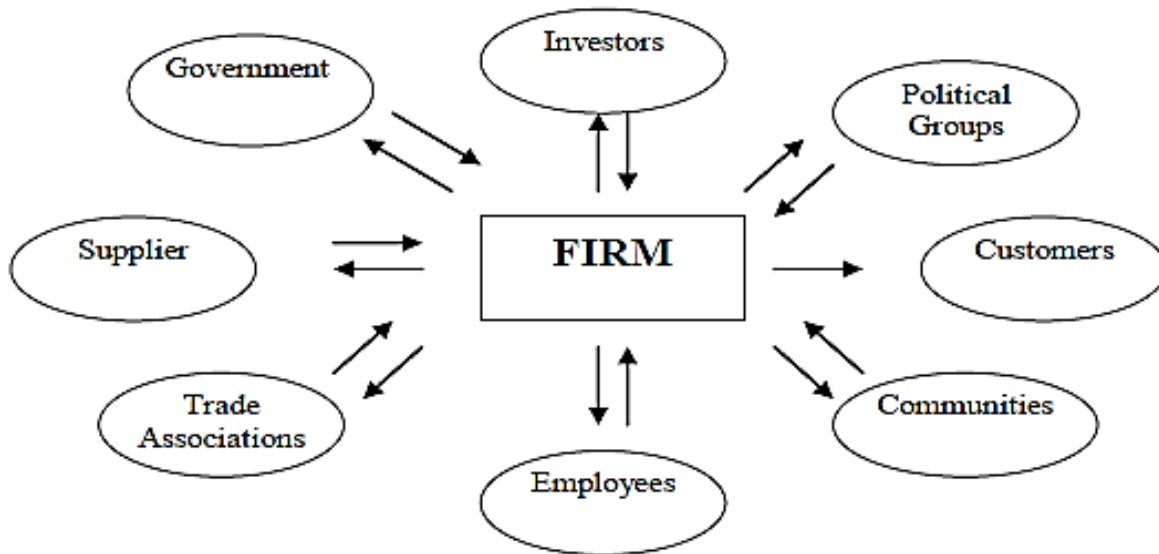 Investors
Government
Political
Groups
Supplier
FIRM
Customers
Trade
Associations
Communities
Employees